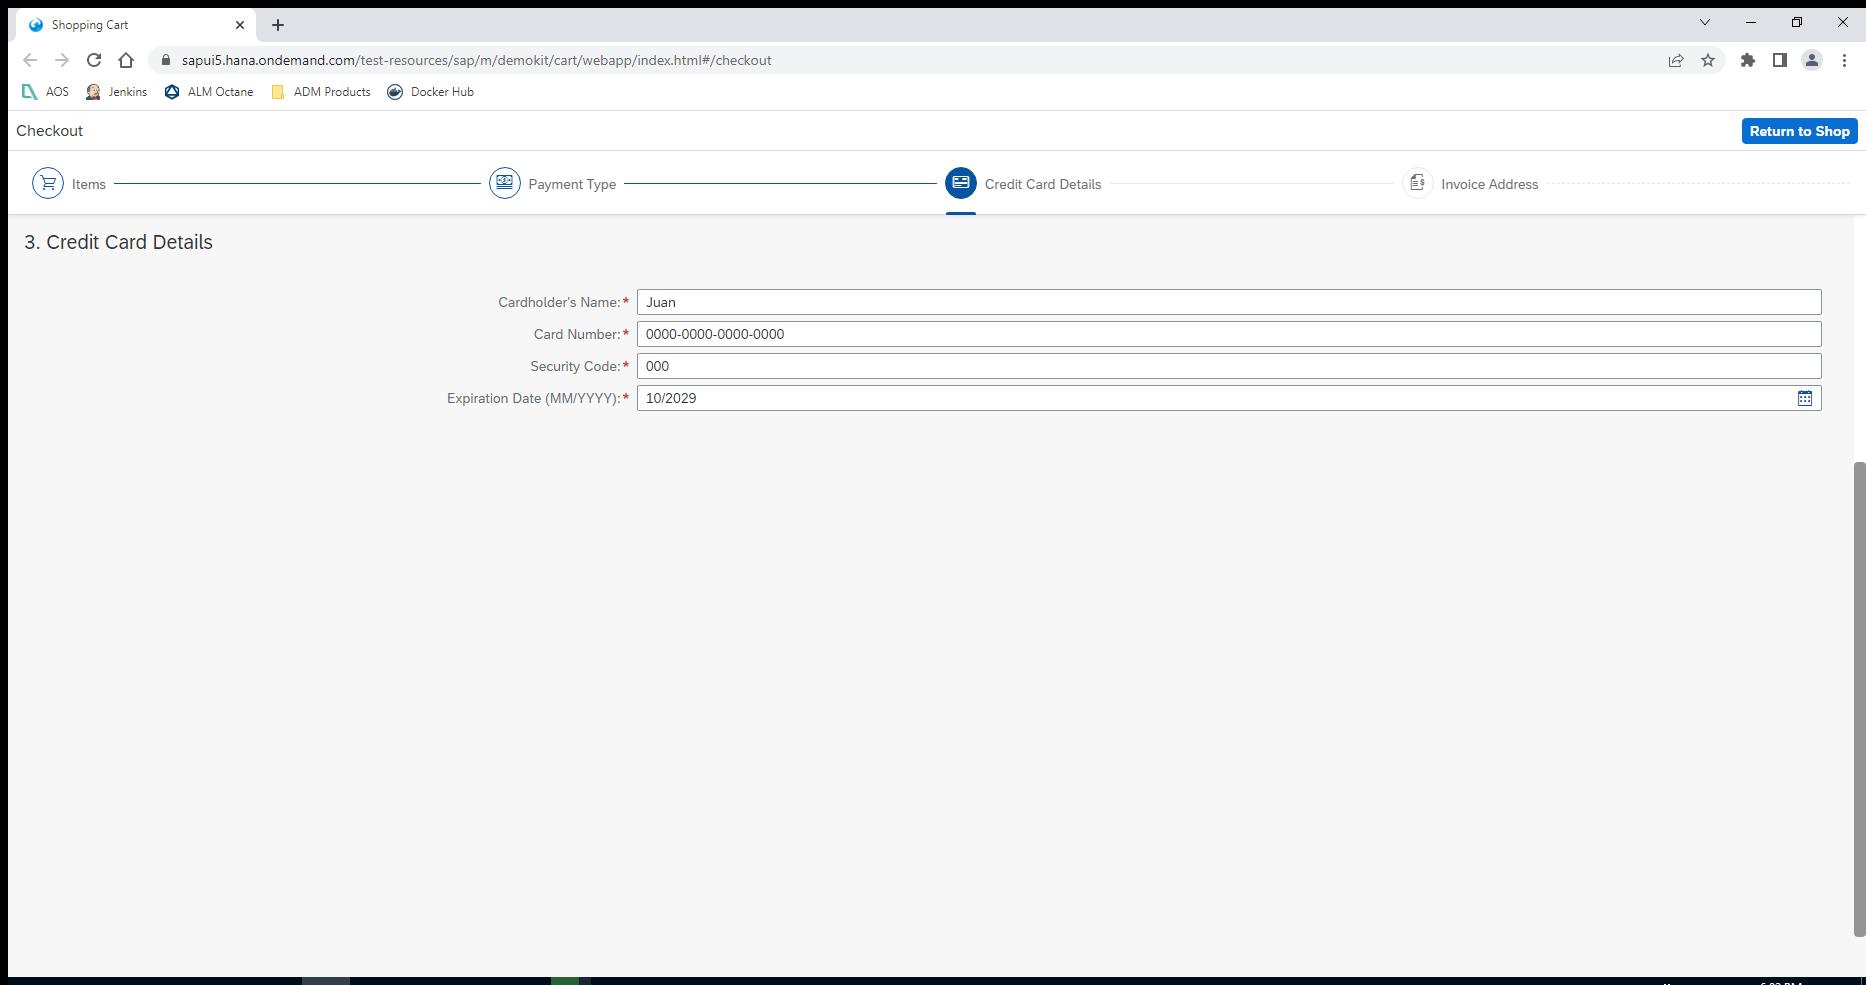 Shopping Cart
sapui5.hana.ondemand.com/test-resources/sap/m/demokit/cart/webapp/index.html#/checkout
AOS Jenkins ALM Octane ADM Products Docker Hub
Checkout Return to Shop
Items Payment Type Credit Card Details Invoice Address
3. Credit Card Details
Cardholder's Name:* Juan
Card Number:* 0000-0000-0000-0000
Security Code:* 000
Expiration Date (MM/YYYY):* 10/2029